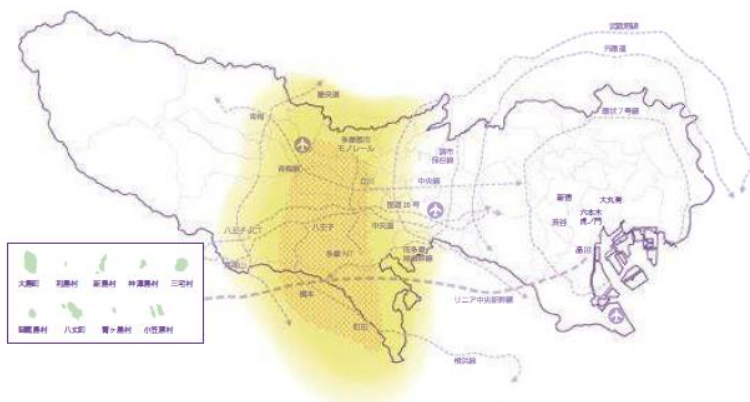 武蔵野線
外環道
圏央道
環状7号線
青梅
多摩都市
モノレール
調布
保谷線
青梅線
立川
中央線
新宿
大丸有
国道16号
六本木
虎ノ門
渋谷
八王子JCT
八王子
中央道
品川
多摩NT
南多摩
尾根幹線
橋本
リニア中央新幹線
町田
横浜線
大島町
利島村
新島村
神津島村
三宅村
御蔵島村
八丈町
青ヶ島村
小笠原村